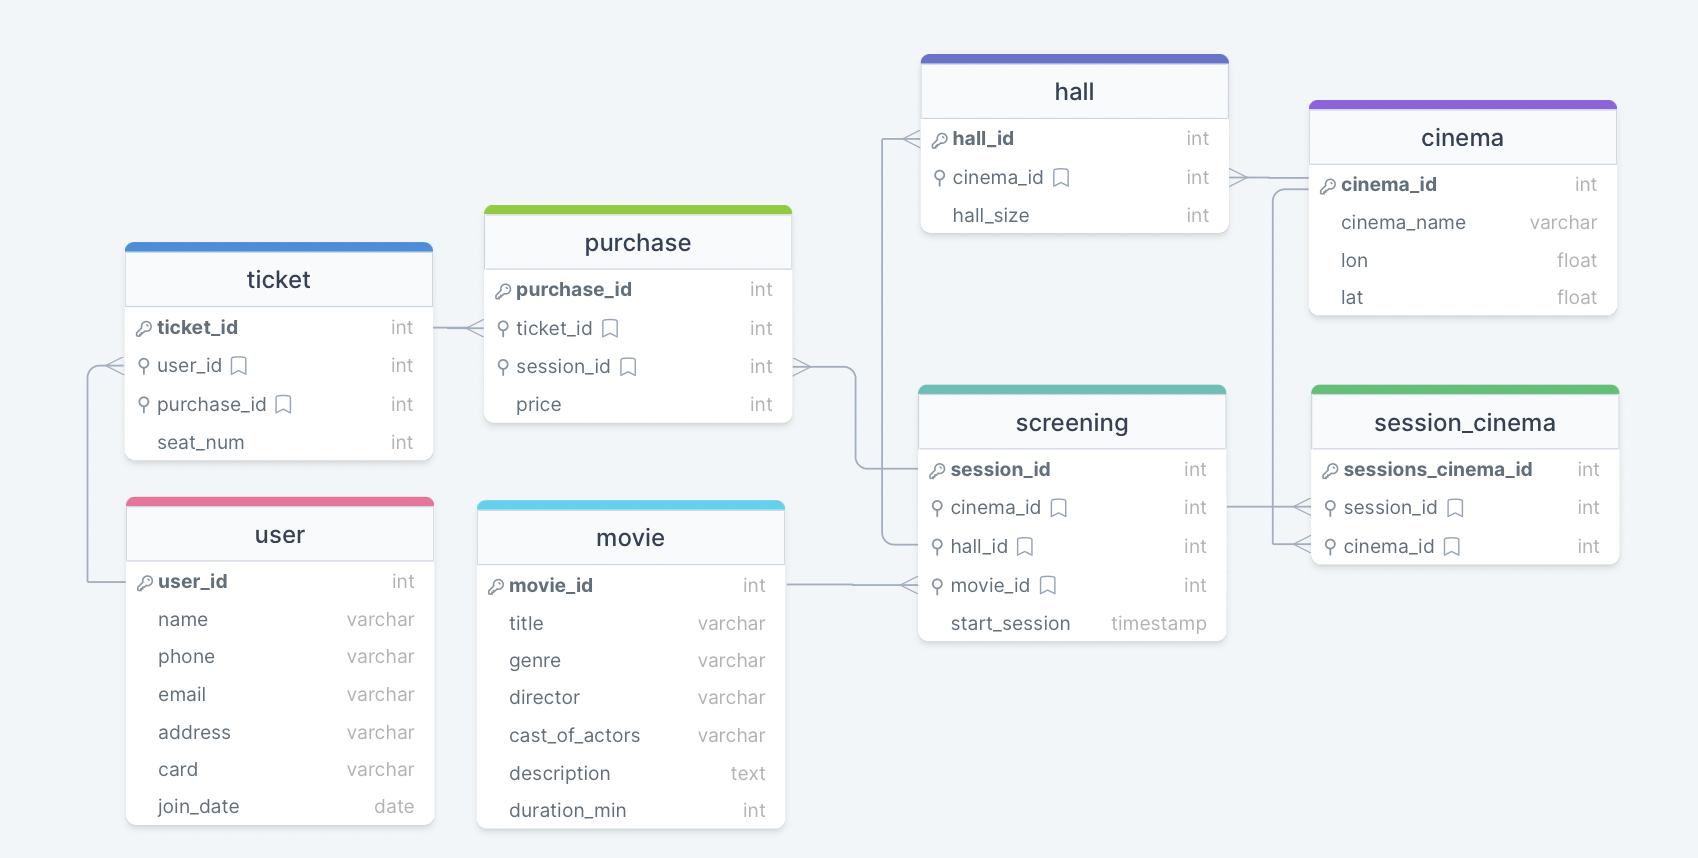 hall
hall_id int
cinema_id int
hall_size int
cinema
cinema_id int
cinema_name varchar
lon float
lat float
purchase
purchase_id int
ticket_id int
session_id int
price int
ticket
ticket_id int
user_id int
purchase_id int
seat_num int
screening
session_id int
cinema_id int
hall_id int
movie_id int
start_session timestamp
session_cinema
sessions_cinema_id int
session_id int
cinema_id int
user
user_id int
name varchar
phone varchar
email varchar
address varchar
card varchar
join_date date
movie
movie_id int
title varchar
genre varchar
director varchar
cast_of_actors varchar
description text
duration_min int